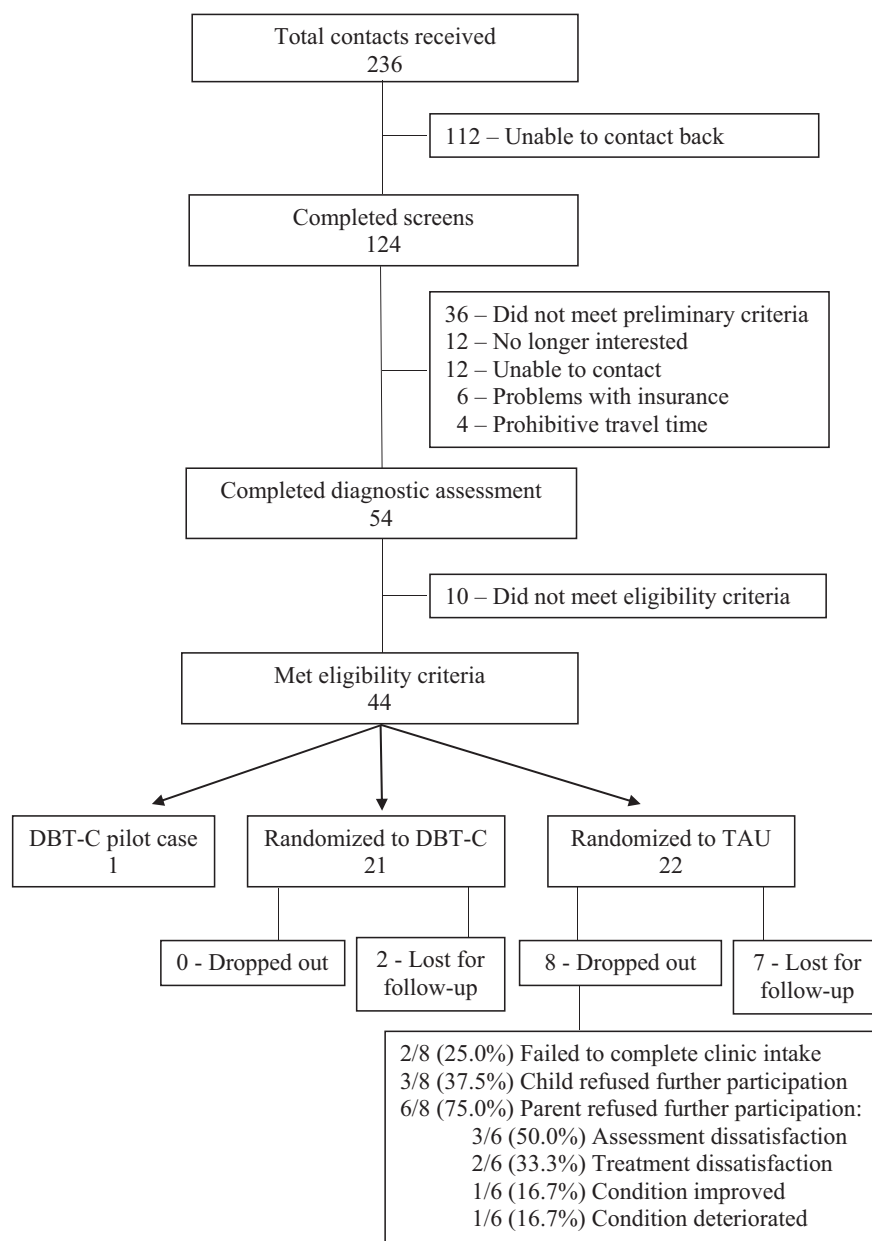 Total contacts received
236
112 – Unable to contact back
Completed screens
124
36 – Did not meet preliminary criteria
12 – No longer interested
12 – Unable to contact
6 – Problems with insurance
4 – Prohibitive travel time
Completed diagnostic assessment
54
10 – Did not meet eligibility criteria
Met eligibility criteria
44
DBT-C pilot case
1
Randomized to DBT-C
21
Randomized to TAU
22
0 - Dropped out
2 - Lost for
follow-up
8 - Dropped out
7 - Lost for
follow-up
2/8 (25.0%) Failed to complete clinic intake
3/8 (37.5%) Child refused further participation
6/8 (75.0%) Parent refused further participation:
3/6 (50.0%) Assessment dissatisfaction
2/6 (33.3%) Treatment dissatisfaction
1/6 (16.7%) Condition improved
1/6 (16.7%) Condition deteriorated